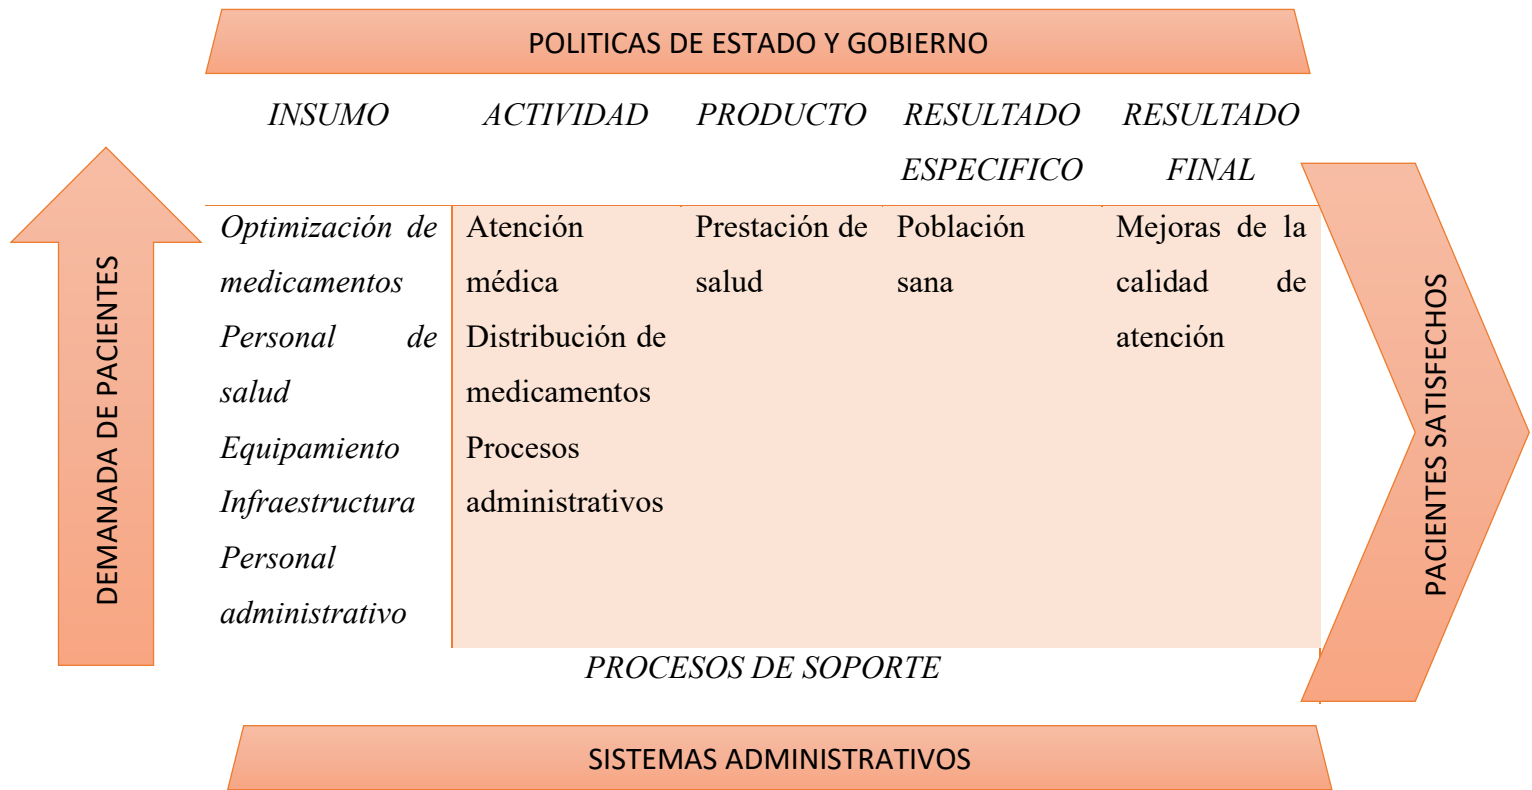 POLITICAS DE ESTADO Y GOBIERNO
INSUMO ACTIVIDAD PRODUCTO RESULTADO ESPECIFICO RESULTADO FINAL
DEMANADA DE PACIENTES
Optimización de
medicamentos
Personal de
salud
Equipamiento
Infraestructura
Personal
administrativo
Atención
médica
Distribución de
medicamentos
Procesos
administrativos
Prestación de
salud
Población
sana
Mejoras de la
calidad de
atención
PACIENTES SATISFECHOS
PROCESOS DE SOPORTE
SISTEMAS ADMINISTRATIVOS